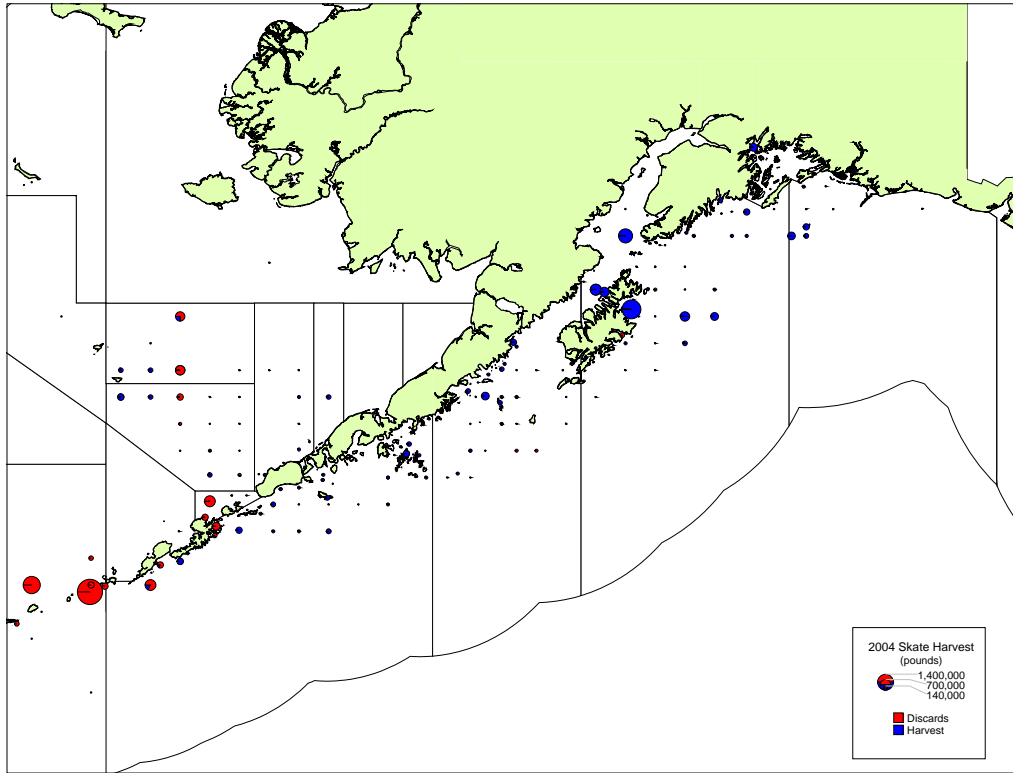 2004 Skate Harvest
(pounds)
1,400,000
700,000
140,000
Discards
Harvest